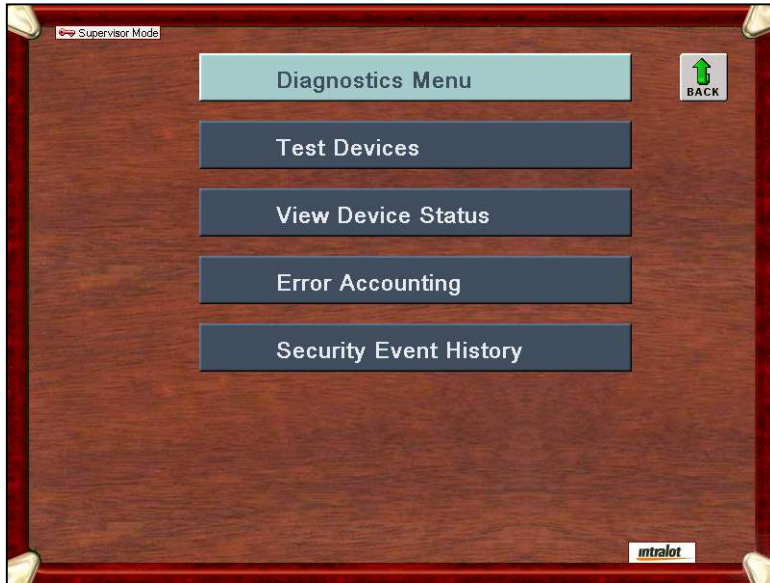 Supervisor Mode
Diagnostics Menu
BACK
Test Devices
View Device Status
Error Accounting
Security Event History
intralot